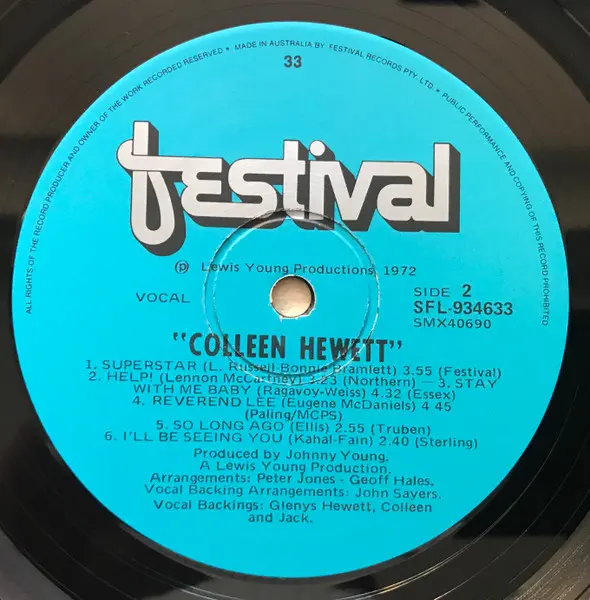 ALL RIGHTS OF THE RECORD PRODUCER AND OWNER OF THE WORK RECORDED RESERVED • MADE IN AUSTRALIA BY FESTIVAL RECORDS PTY. LTD. • PUBLIC PERFORMANCE AND COPYING OF THIS RECORD PROHIBITED
33
festival
℗ Lewis Young Productions, 1972
VOCAL
SIDE 2
SFL-934633
SMX40690
"COLLEEN HEWETT"
1. SUPERSTAR (L. Russell-Bonnie Bramlett) 3.55 (Festival)
2. HELP! (Lennon McCartney) 3.23 (Northern) — 3. STAY
WITH ME BABY (Ragavoy-Weiss) 4.32 (Essex)
4. REVEREND LEE (Eugene McDaniels) 4 45
(Paling/MCPS)
5. SO LONG AGO (Ellis) 2.55 (Truben)
6. I'LL BE SEEING YOU (Kahal-Fain) 2.40 (Sterling)
Produced by Johnny Young.
A Lewis Young Production.
Arrangements: Peter Jones - Geoff Hales.
Vocal Backing Arrangements: John Sayers.
Vocal Backings: Glenys Hewett, Colleen
and Jack.